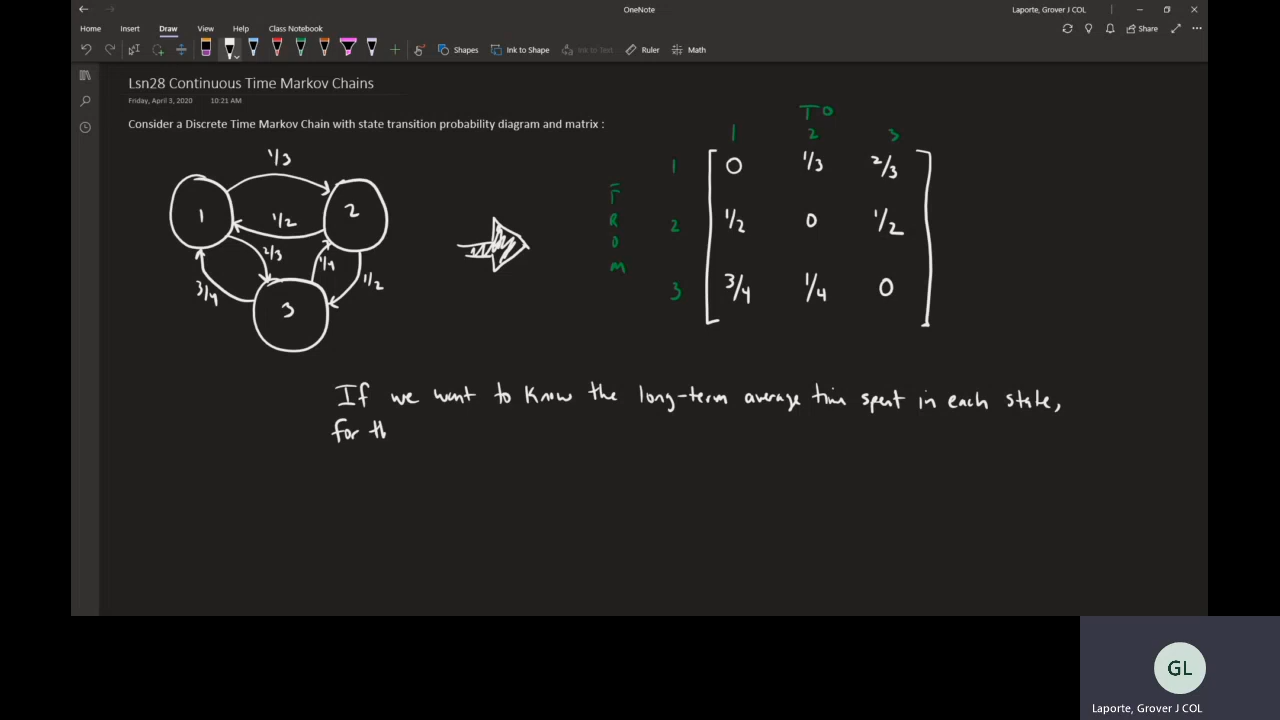 OneNote
Laporte, Grover J COL
Home Insert Draw View Help Class Notebook
Share
Shapes Ink to Shape Ink to Text Ruler Math
Lsn28 Continuous Time Markov Chains
Friday, April 3, 2020 10:21 AM
Consider a Discrete Time Markov Chain with state transition probability diagram and matrix :
1/3
1
2
1/2
2/3
1/4
1/2
3/4
3
TO
1 2 3
FROM
1 0 1/3 2/3
2 1/2 0 1/2
3 3/4 1/4 0
If we want to know the long-term average time spent in each state,
for th
GL
Laporte, Grover J COL